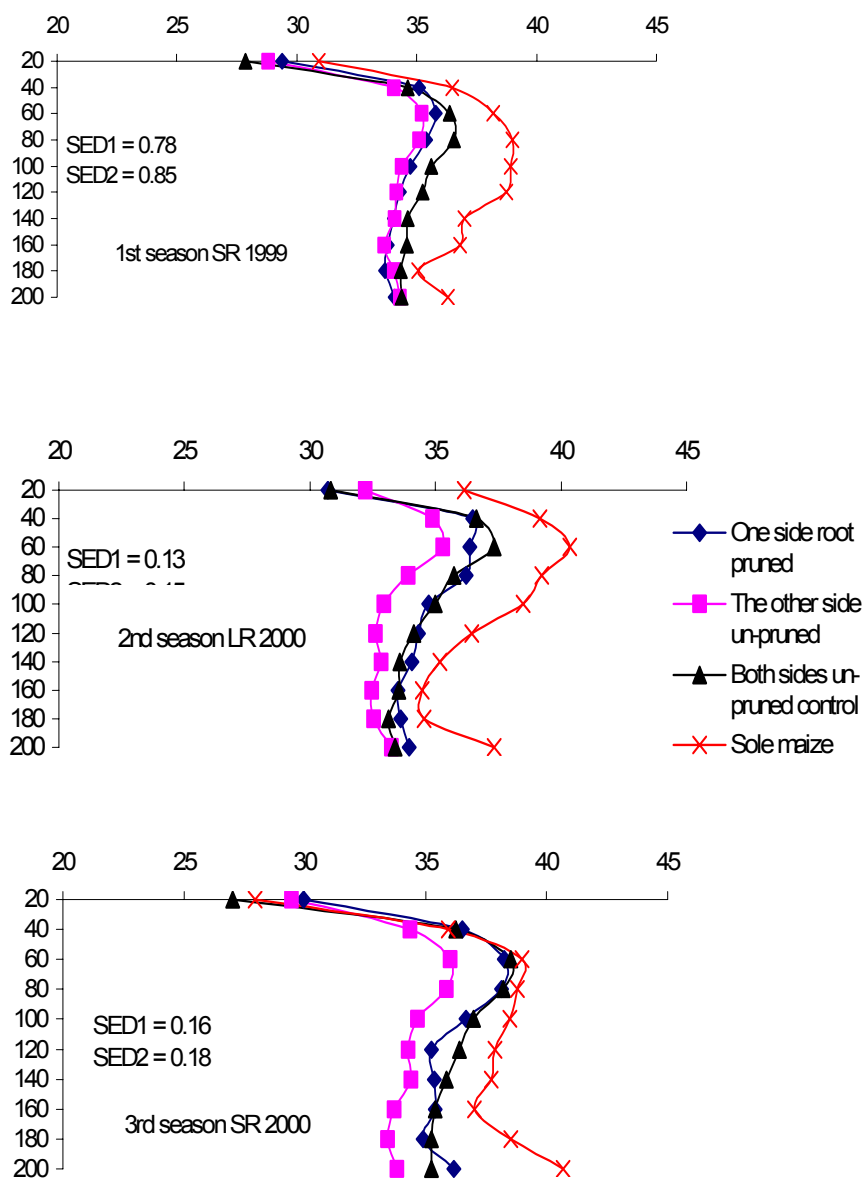 20 25 30 35 40 45
20
40
60
80
100
120
140
160
180
200
SED1 = 0.78
SED2 = 0.85
1st season SR 1999
20 25 30 35 40 45
20
40
60
80
100
120
140
160
180
200
SED1 = 0.13
2nd season LR 2000
One side root
pruned
The other side
un-pruned
Both sides un-
pruned control
Sole maize
20 25 30 35 40 45
20
40
60
80
100
120
140
160
180
200
SED1 = 0.16
SED2 = 0.18
3rd season SR 2000